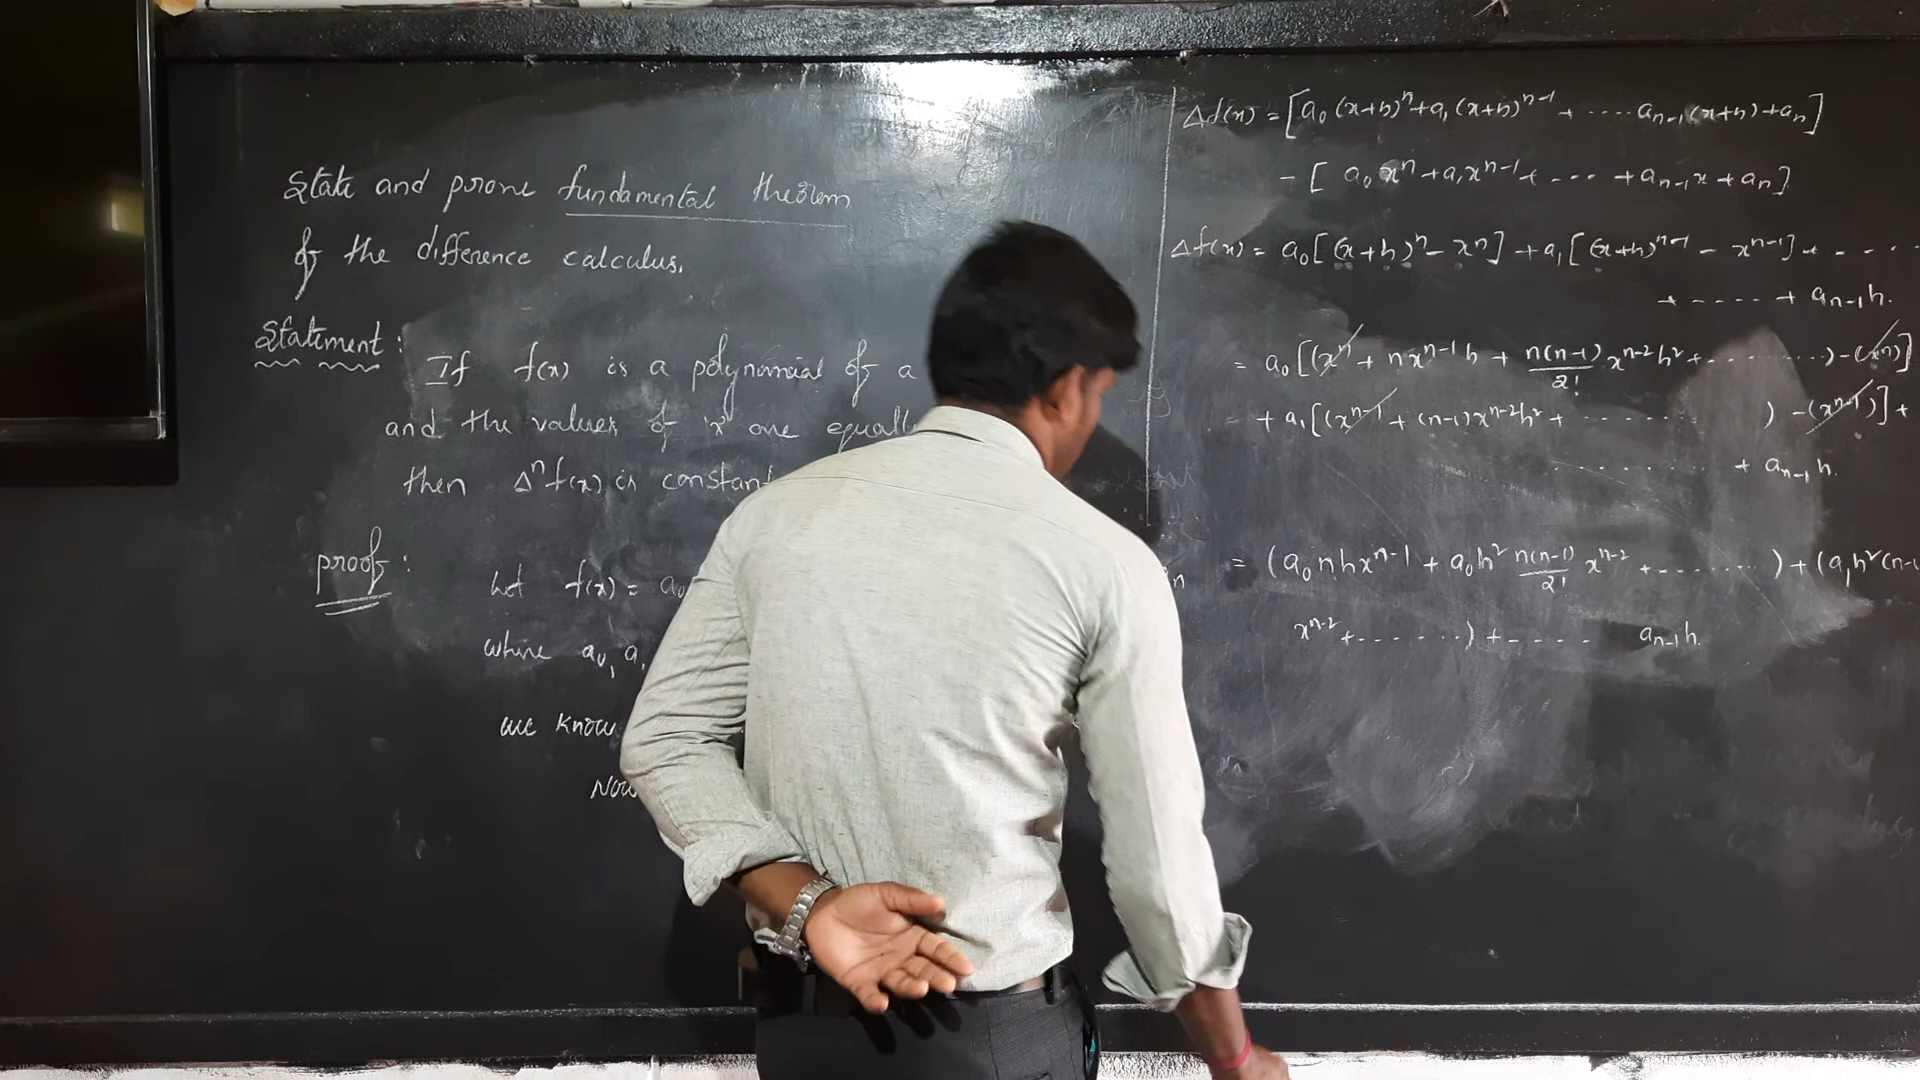 State and prove fundamental theorem
of the difference calculus.
Statement :
If f(x) is a polynomial of a
and the values of 'x' are equall
then Δⁿf(x) is constant
proof :
Let f(x) = a₀
where a₀, a₁
we know
Now
n
Δf(x) = [a₀(x+h)ⁿ + a₁(x+h)ⁿ⁻¹ + ..... aₙ₋₁(x+h) + aₙ]
- [a₀xⁿ + a₁xⁿ⁻¹ + .... + aₙ₋₁x + aₙ]
Δf(x) = a₀[(x+h)ⁿ - xⁿ] + a₁[(x+h)ⁿ⁻¹ - xⁿ⁻¹] + - - - -
+ - - - - + aₙ₋₁h.
= a₀[(xⁿ + nxⁿ⁻¹h + n(n-1)/2! xⁿ⁻²h² + ........) - (xⁿ)]
= + a₁[(xⁿ⁻¹ + (n-1)xⁿ⁻²h² + ........) - (xⁿ⁻¹)] +
........ + aₙ₋₁h.
= (a₀nhxⁿ⁻¹ + a₀h² n(n-1)/2! xⁿ⁻² + ........) + (a₁h²(n-1
xⁿ⁻² + .......) + - - - - aₙ₋₁h.